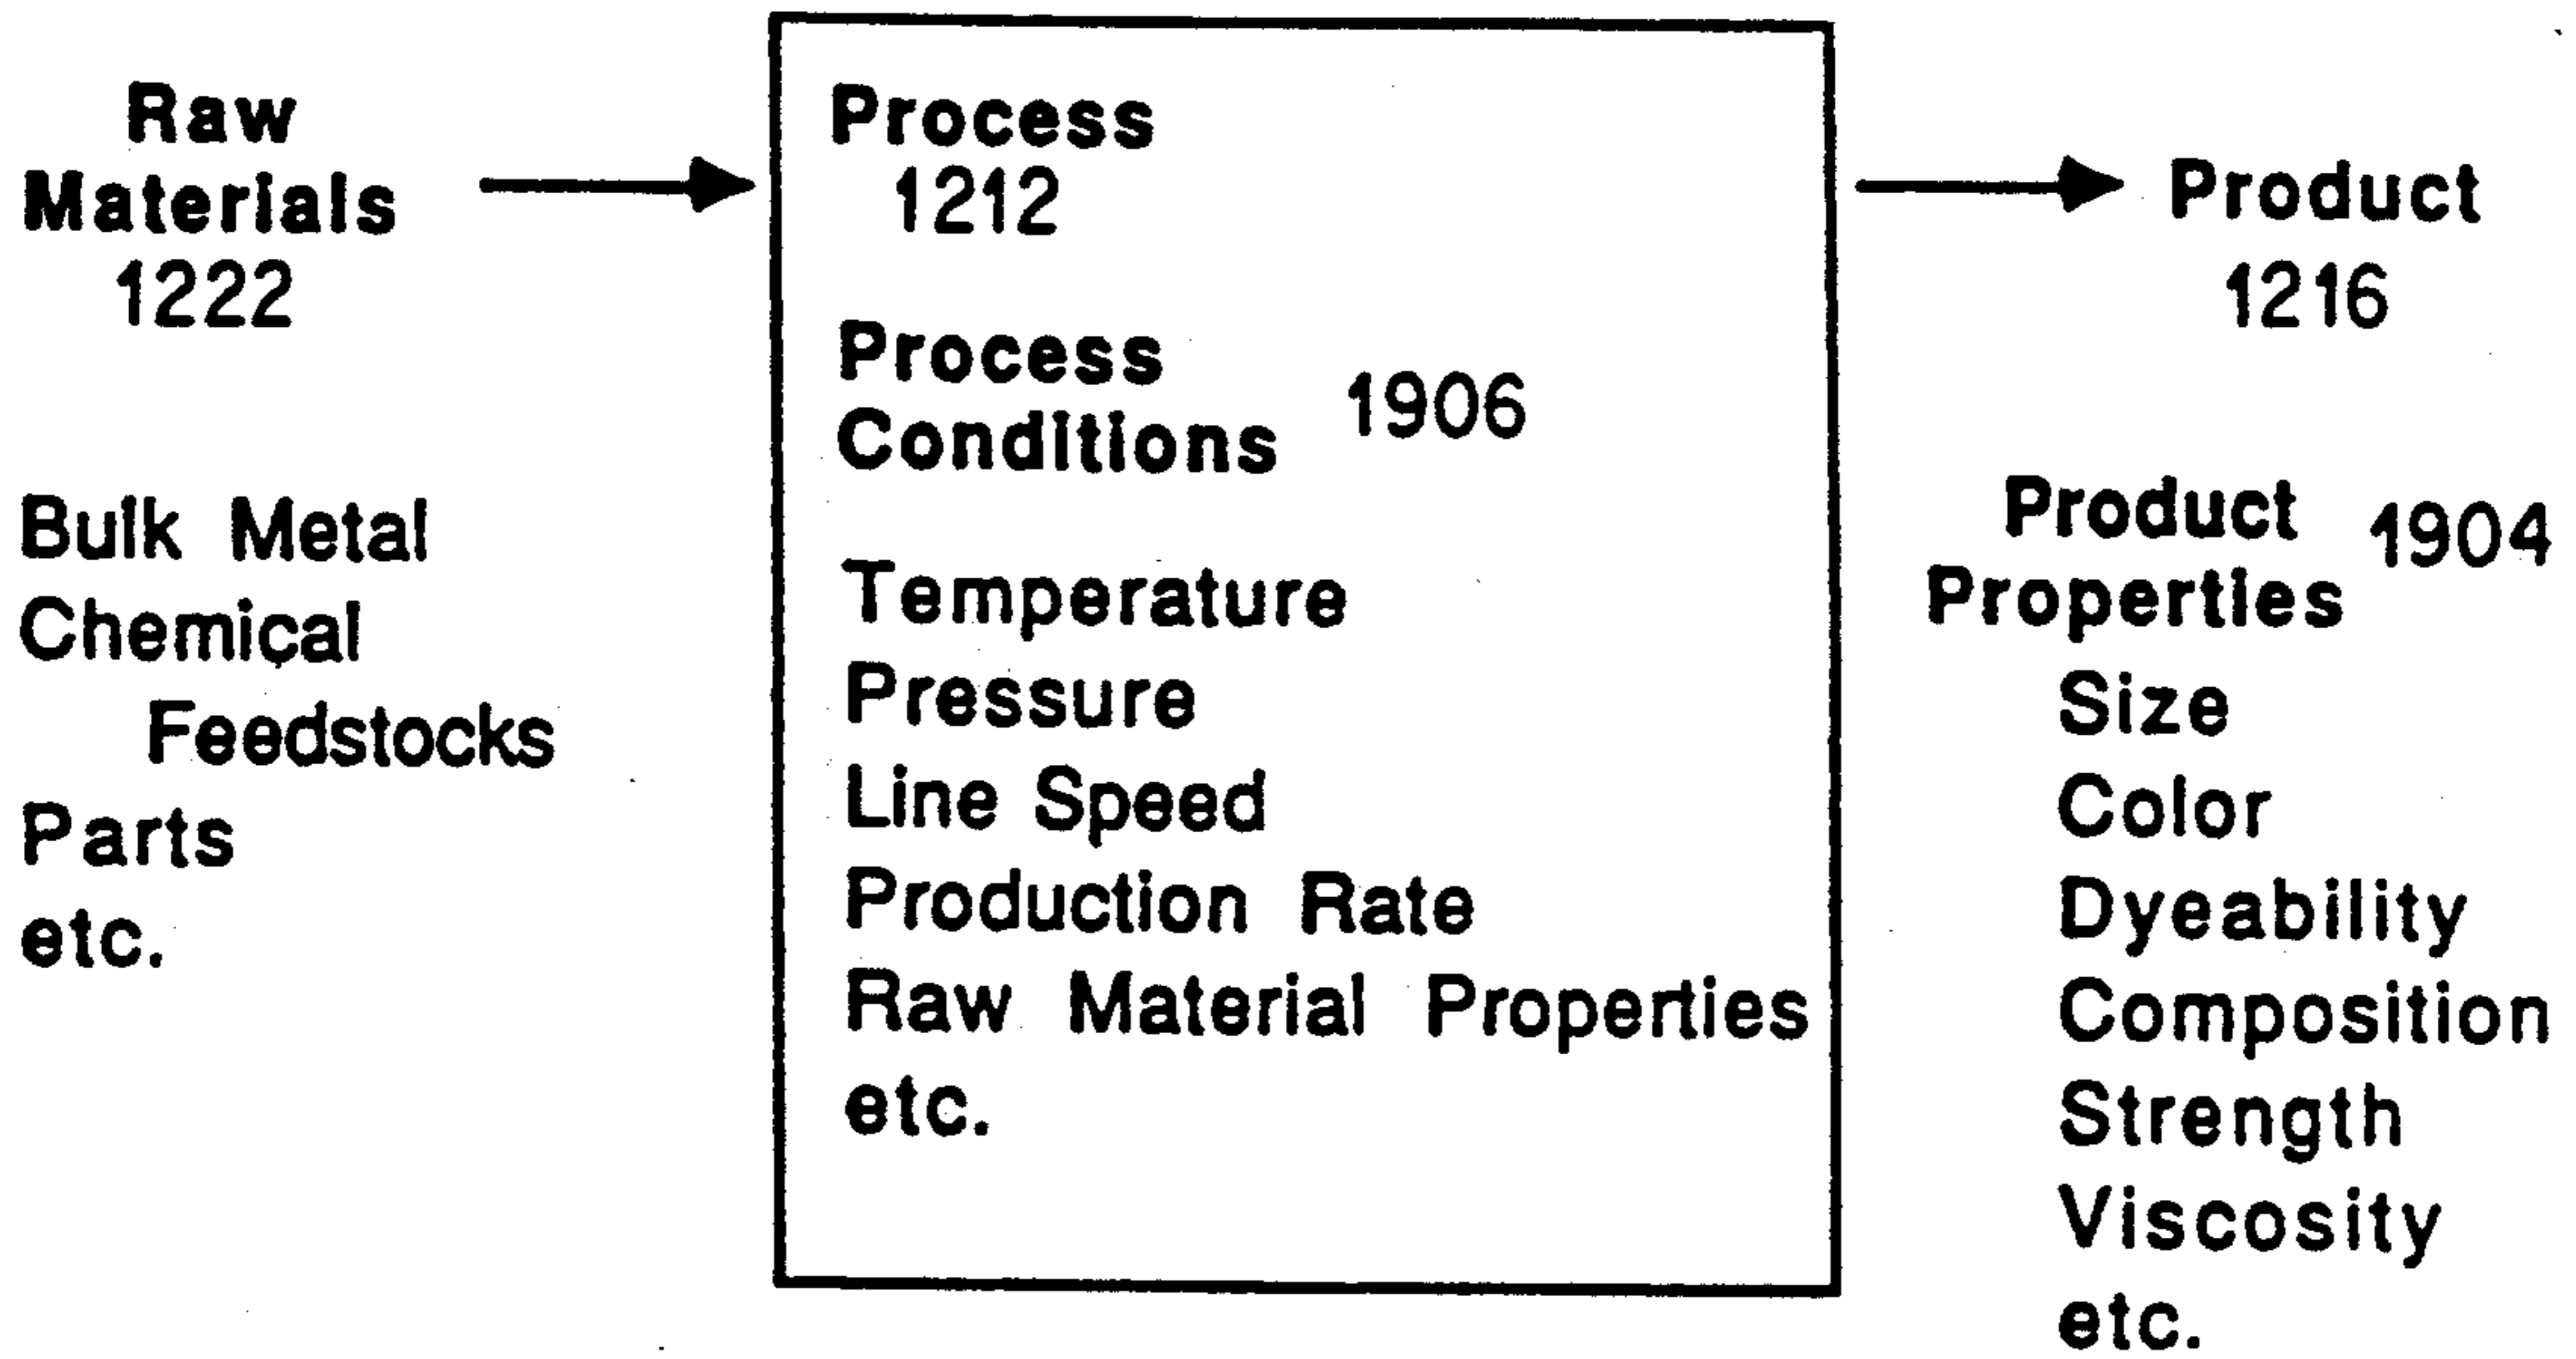 Raw
Materials
1222
Bulk Metal
Chemical
Feedstocks
Parts
etc.
Process
1212
Process
Conditions 1906
Temperature
Pressure
Line Speed
Production Rate
Raw Material Properties
etc.
Product
1216
Product 1904
Properties
Size
Color
Dyeability
Composition
Strength
Viscosity
etc.